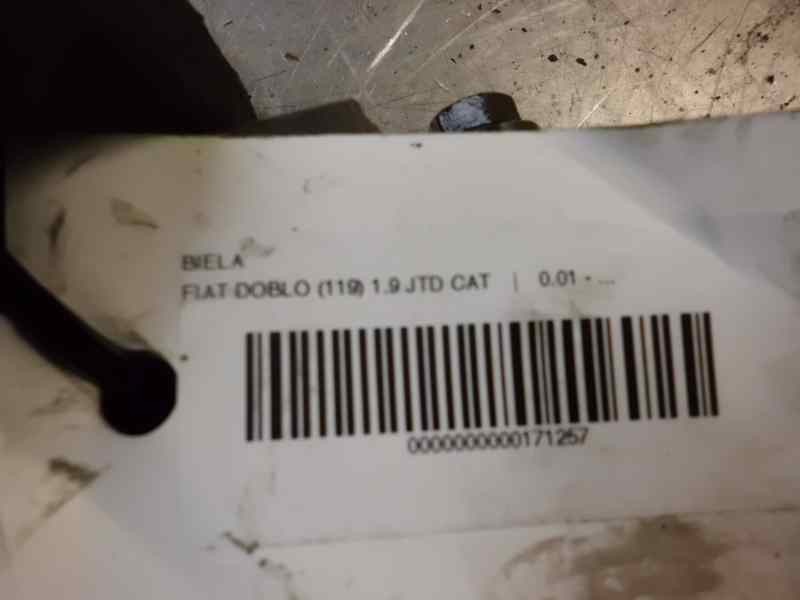 BIELA
FIAT DOBLO (119) 1.9 JTD CAT | 0.01 - ...
0000000000171257